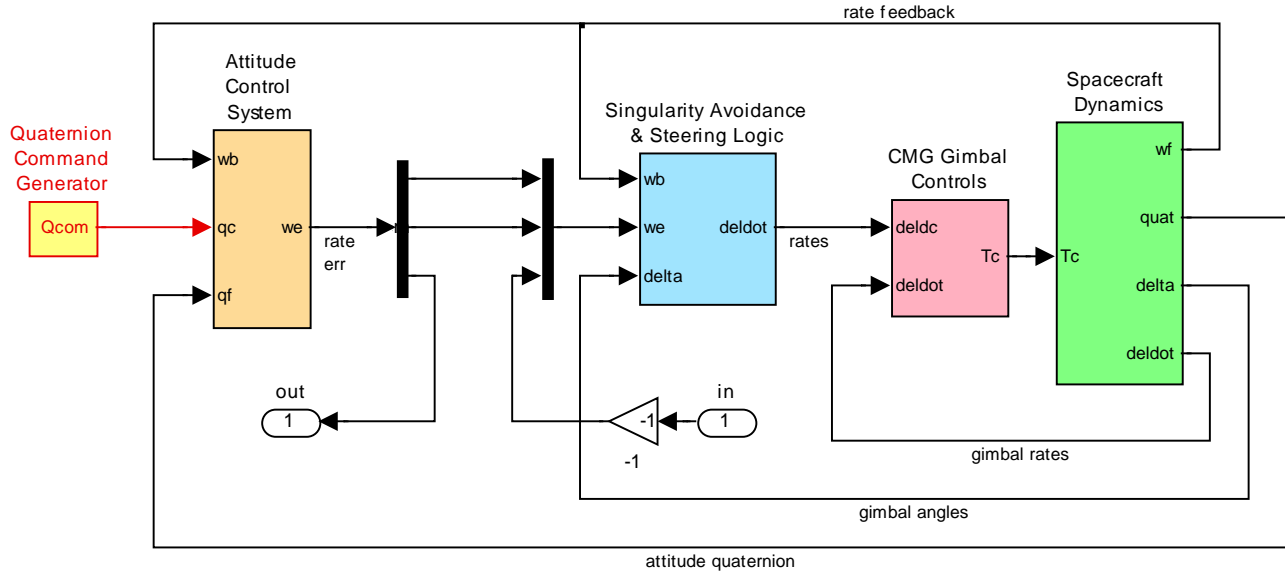 rate feedback
Attitude
Control
System
Quaternion
Command
Generator
Qcom
wb
qc
qf
we
rate
err
Singularity Avoidance
& Steering Logic
wb
we
delta
deldot
rates
CMG Gimbal
Controls
deldc
deldot
Tc
Spacecraft
Dynamics
Tc
wf
quat
delta
deldot
out
1
-1
-1
in
1
gimbal rates
gimbal angles
attitude quaternion